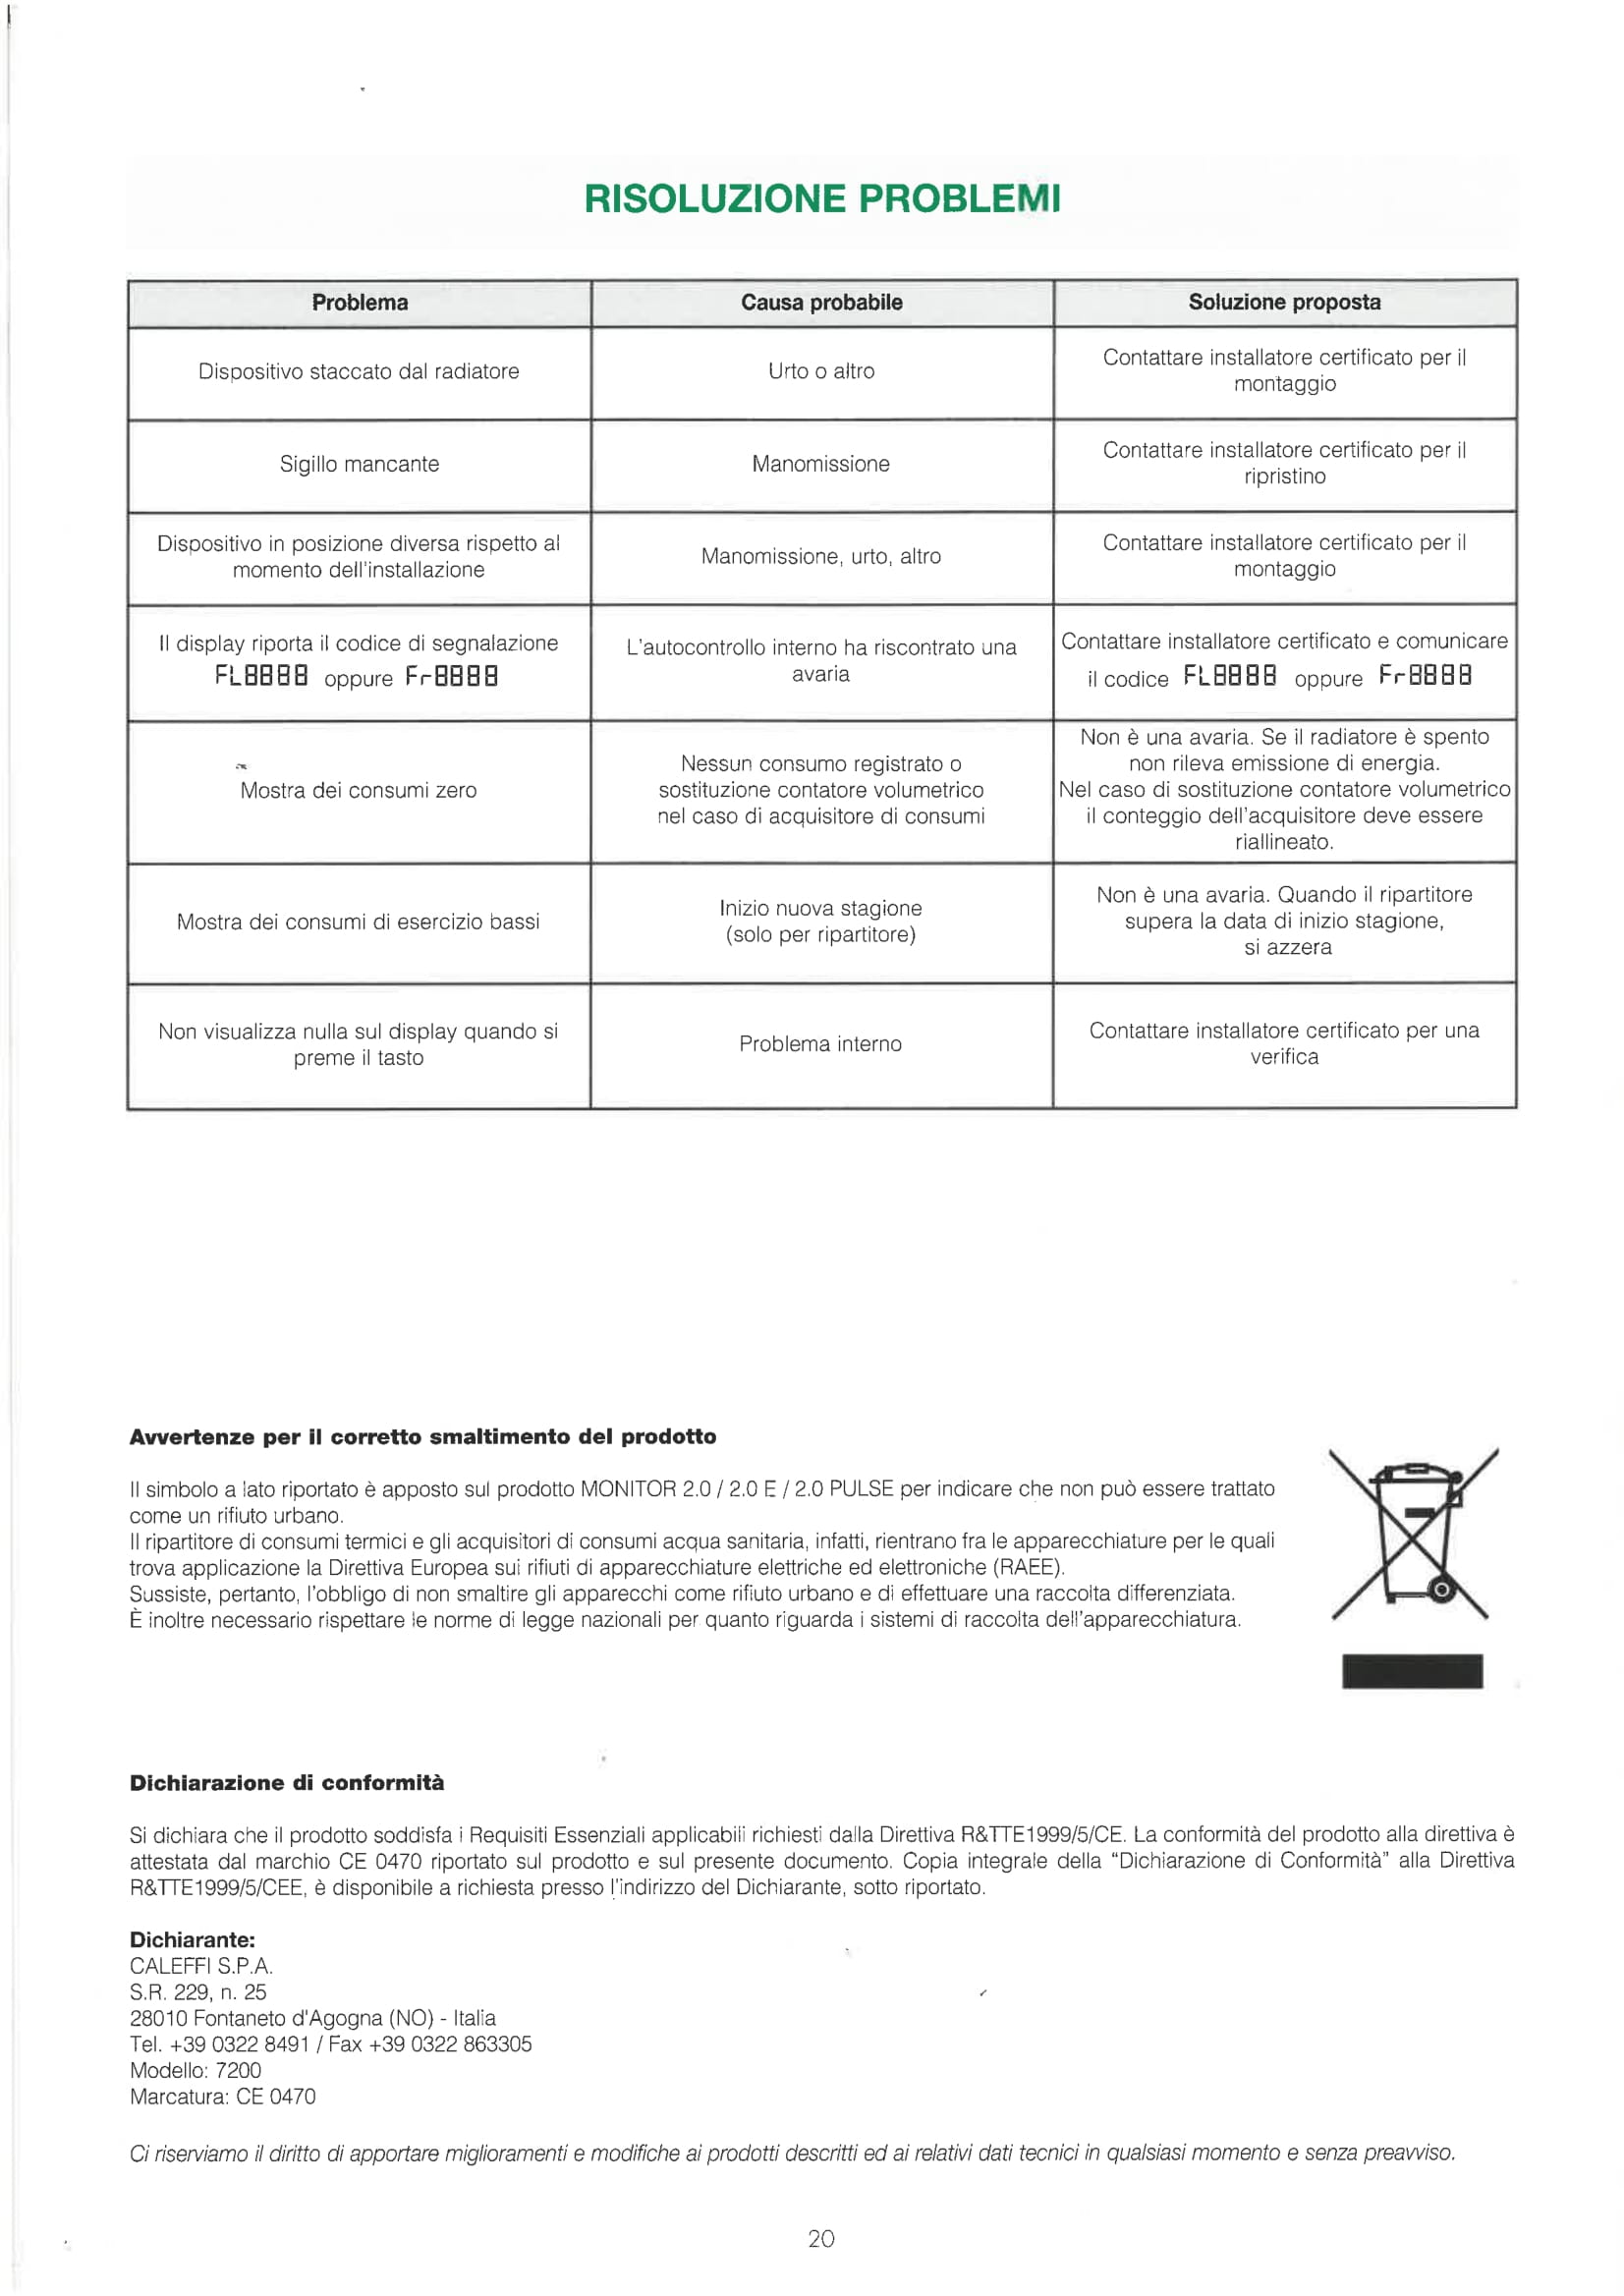 RISOLUZIONE PROBLEMI
Problema
Causa probabile
Soluzione proposta
Dispositivo staccato dal radiatore
Urto o altro
Contattare installatore certificato per il
montaggio
Sigillo mancante
Manomissione
Contattare installatore certificato per il
ripristino
Dispositivo in posizione diversa rispetto al
momento dell'installazione
Manomissione, urto, altro
Contattare installatore certificato per il
montaggio
Il display riporta il codice di segnalazione
FL8888 oppure Fr8888
L'autocontrollo interno ha riscontrato una
avaria
Contattare installatore certificato e comunicare
il codice FL8888 oppure Fr8888
Mostra dei consumi zero
Nessun consumo registrato o
sostituzione contatore volumetrico
nel caso di acquisitore di consumi
Non è una avaria. Se il radiatore è spento
non rileva emissione di energia.
Nel caso di sostituzione contatore volumetrico
il conteggio dell'acquisitore deve essere
riallineato.
Mostra dei consumi di esercizio bassi
Inizio nuova stagione
(solo per ripartitore)
Non è una avaria. Quando il ripartitore
supera la data di inizio stagione,
si azzera
Non visualizza nulla sul display quando si
preme il tasto
Problema interno
Contattare installatore certificato per una
verifica
Avvertenze per il corretto smaltimento del prodotto
Il simbolo a lato riportato è apposto sul prodotto MONITOR 2.0 / 2.0 E / 2.0 PULSE per indicare che non può essere trattato
come un rifiuto urbano.
Il ripartitore di consumi termici e gli acquisitori di consumi acqua sanitaria, infatti, rientrano fra le apparecchiature per le quali
trova applicazione la Direttiva Europea sui rifiuti di apparecchiature elettriche ed elettroniche (RAEE).
Sussiste, pertanto, l'obbligo di non smaltire gli apparecchi come rifiuto urbano e di effettuare una raccolta differenziata.
È inoltre necessario rispettare le norme di legge nazionali per quanto riguarda i sistemi di raccolta dell'apparecchiatura.
Dichiarazione di conformità
Si dichiara che il prodotto soddisfa i Requisiti Essenziali applicabili richiesti dalla Direttiva R&TTE1999/5/CE. La conformità del prodotto alla direttiva è
attestata dal marchio CE 0470 riportato sul prodotto e sul presente documento. Copia integrale della “Dichiarazione di Conformità” alla Direttiva
R&TTE1999/5/CEE, è disponibile a richiesta presso l'indirizzo del Dichiarante, sotto riportato.
Dichiarante:
CALEFFI S.P.A.
S.R. 229, n. 25
28010 Fontaneto d'Agogna (NO) - Italia
Tel. +39 0322 8491 / Fax +39 0322 863305
Modello: 7200
Marcatura: CE 0470
Ci riserviamo il diritto di apportare miglioramenti e modifiche ai prodotti descritti ed ai relativi dati tecnici in qualsiasi momento e senza preavviso.
20